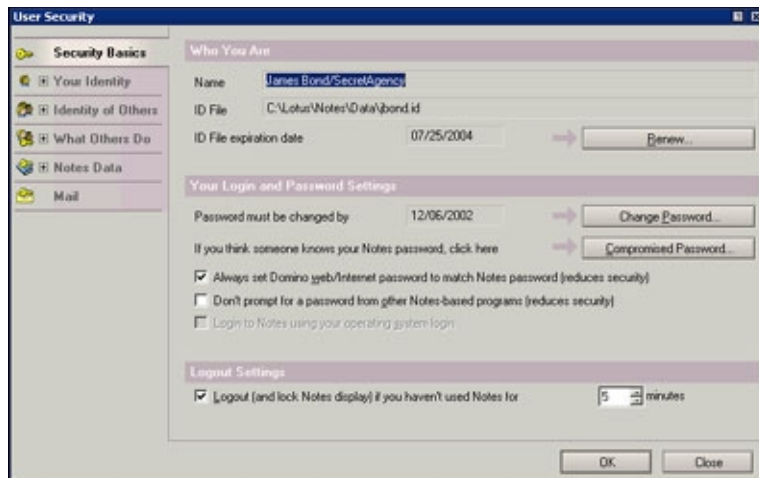 User Security
Security Basics
Your Identity
Identity of Others
What Others Do
Notes Data
Mail
Who You Are
Name James Bond/SecretAgency
ID File C:\Lotus\Notes\Data\jbond.id
ID File expiration date 07/25/2004 Renew...
Your Login and Password Settings
Password must be changed by 12/06/2002 Change Password...
If you think someone knows your Notes password, click here Compromised Password...
Always set Domino web/Internet password to match Notes password (reduces security)
Don't prompt for a password from other Notes-based programs (reduces security)
Login to Notes using your operating system login
Logout Settings
Logout (and lock Notes display) if you haven't used Notes for 5 minutes
OK Close